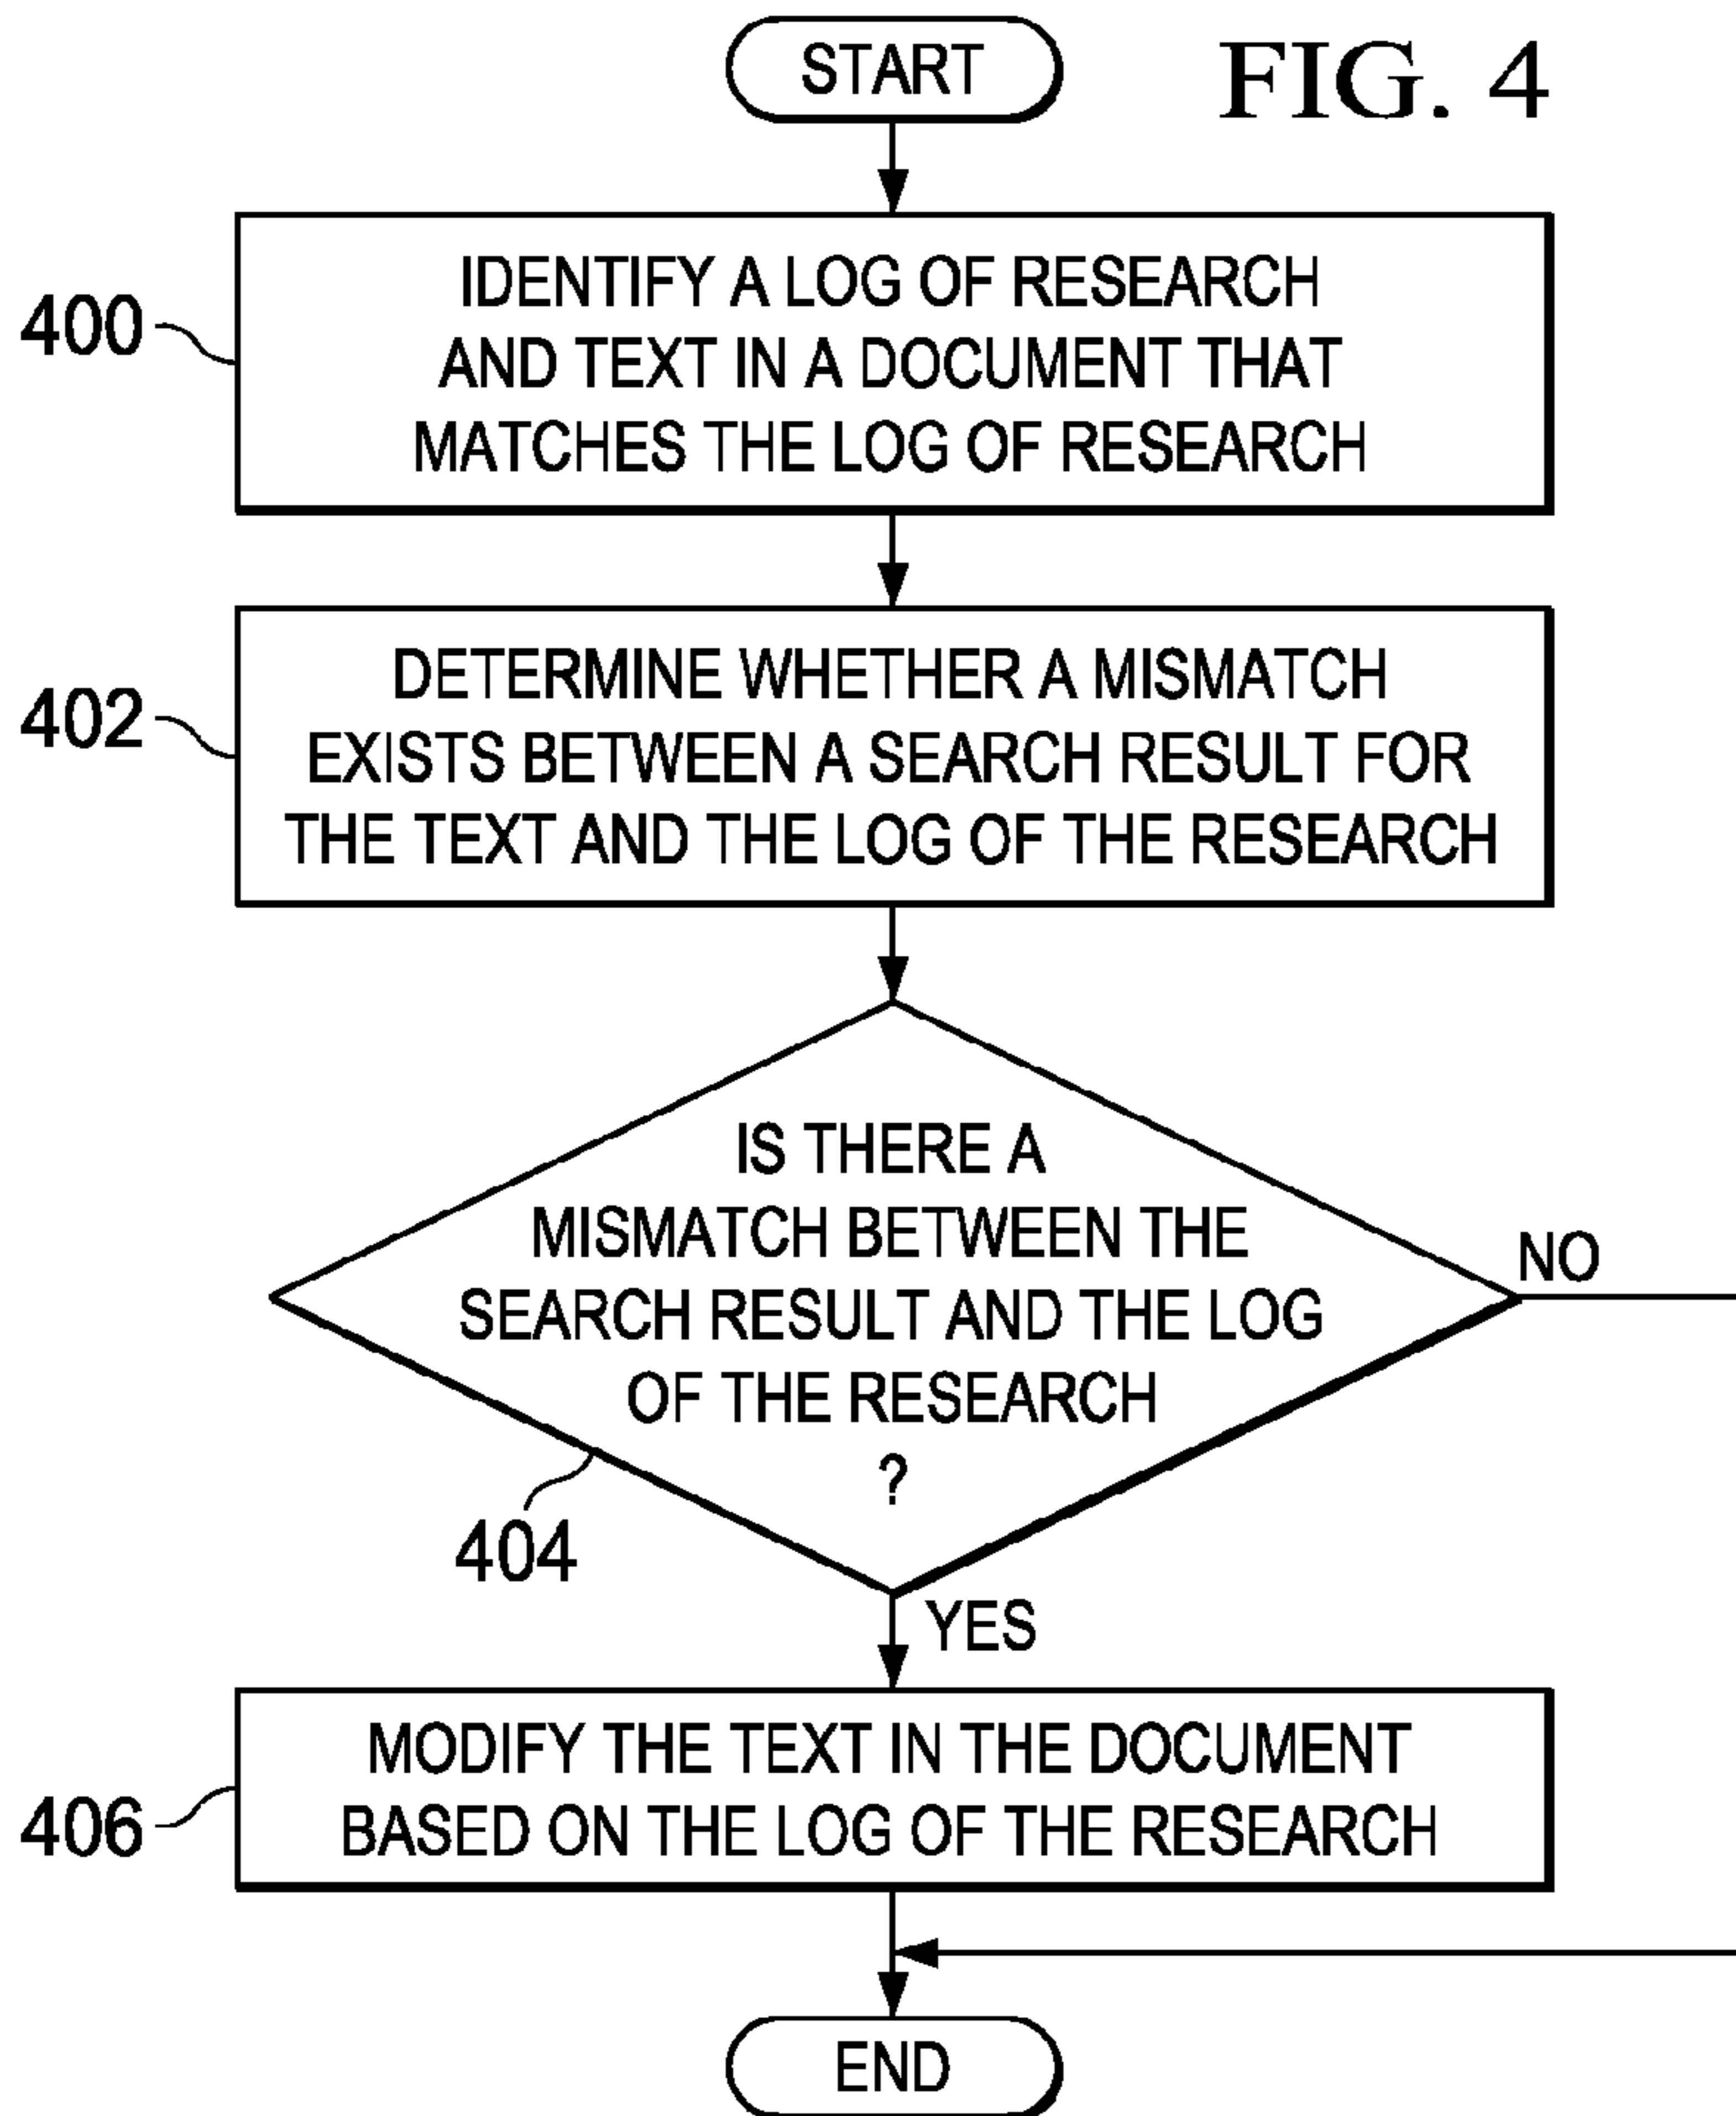 START
FIG. 4
400
IDENTIFY A LOG OF RESEARCH
AND TEXT IN A DOCUMENT THAT
MATCHES THE LOG OF RESEARCH
402
DETERMINE WHETHER A MISMATCH
EXISTS BETWEEN A SEARCH RESULT FOR
THE TEXT AND THE LOG OF THE RESEARCH
IS THERE A
MISMATCH BETWEEN THE
SEARCH RESULT AND THE LOG
OF THE RESEARCH
?
NO
404
YES
406
MODIFY THE TEXT IN THE DOCUMENT
BASED ON THE LOG OF THE RESEARCH
END